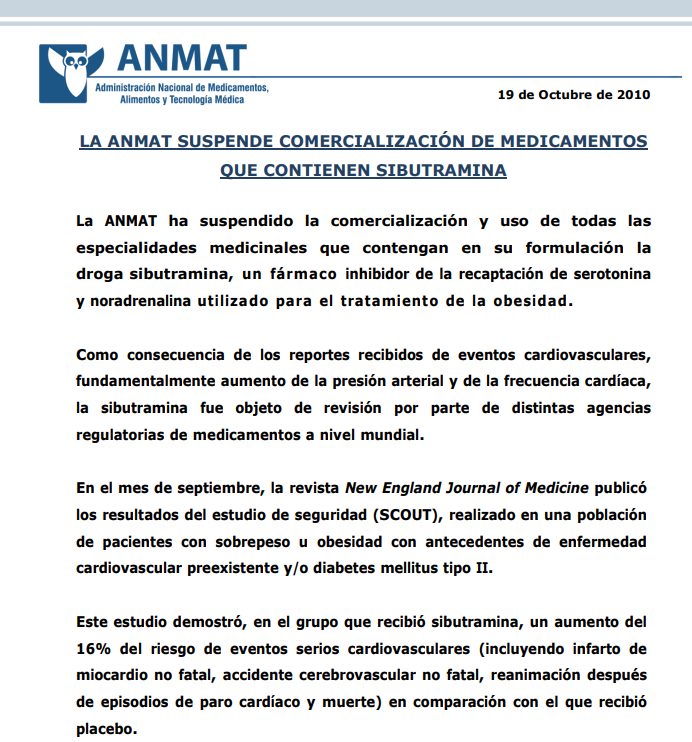 ANMAT
Administración Nacional de Medicamentos,
Alimentos y Tecnología Médica
19 de Octubre de 2010
LA ANMAT SUSPENDE COMERCIALIZACIÓN DE MEDICAMENTOS
QUE CONTIENEN SIBUTRAMINA
La ANMAT ha suspendido la comercialización y uso de todas las
especialidades medicinales que contengan en su formulación la
droga sibutramina, un fármaco inhibidor de la recaptación de serotonina
y noradrenalina utilizado para el tratamiento de la obesidad.
Como consecuencia de los reportes recibidos de eventos cardiovasculares,
fundamentalmente aumento de la presión arterial y de la frecuencia cardíaca,
la sibutramina fue objeto de revisión por parte de distintas agencias
regulatorias de medicamentos a nivel mundial.
En el mes de septiembre, la revista New England Journal of Medicine publicó
los resultados del estudio de seguridad (SCOUT), realizado en una población
de pacientes con sobrepeso u obesidad con antecedentes de enfermedad
cardiovascular preexistente y/o diabetes mellitus tipo II.
Este estudio demostró, en el grupo que recibió sibutramina, un aumento del
16% del riesgo de eventos serios cardiovasculares (incluyendo infarto de
miocardio no fatal, accidente cerebrovascular no fatal, reanimación después
de episodios de paro cardíaco y muerte) en comparación con el que recibió
placebo.